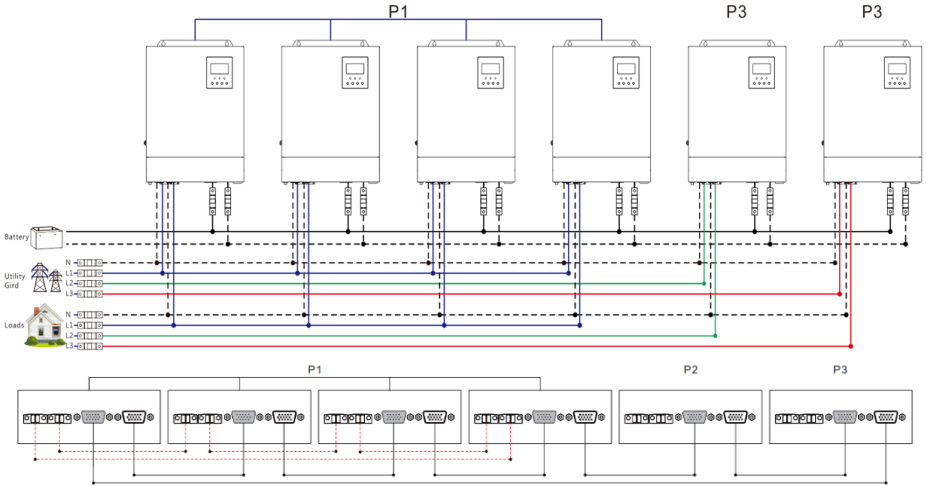 P1 P3 P3
Battery
N
L1
Utility
Gird
L2
L3
N
Loads
L1
L2
L3
P1 P2 P3